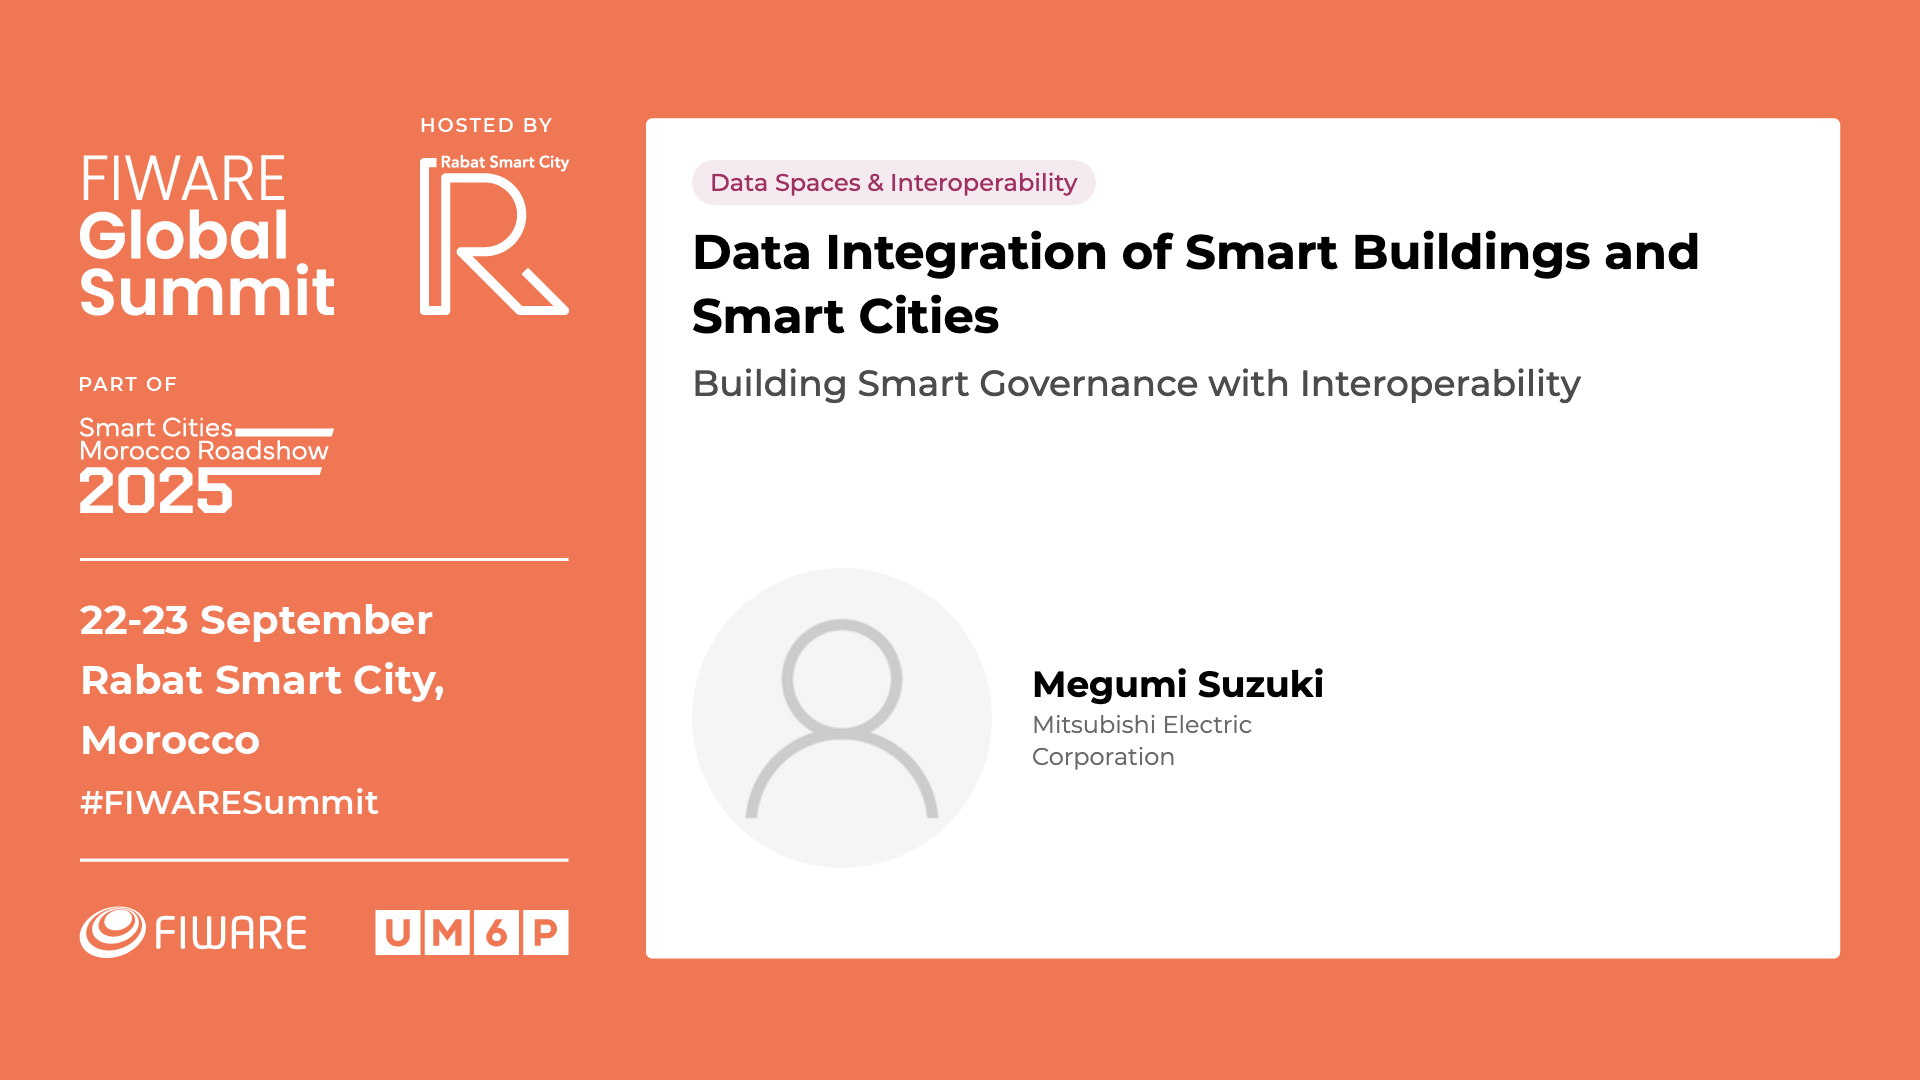 HOSTED BY
FIWARE
Global
Summit
Rabat Smart City
R
PART OF
Smart Cities
Morocco Roadshow
2025
22-23 September
Rabat Smart City,
Morocco
#FIWARESummit
FIWARE
UM6P
Data Spaces & Interoperability
Data Integration of Smart Buildings and
Smart Cities
Building Smart Governance with Interoperability
Megumi Suzuki
Mitsubishi Electric
Corporation